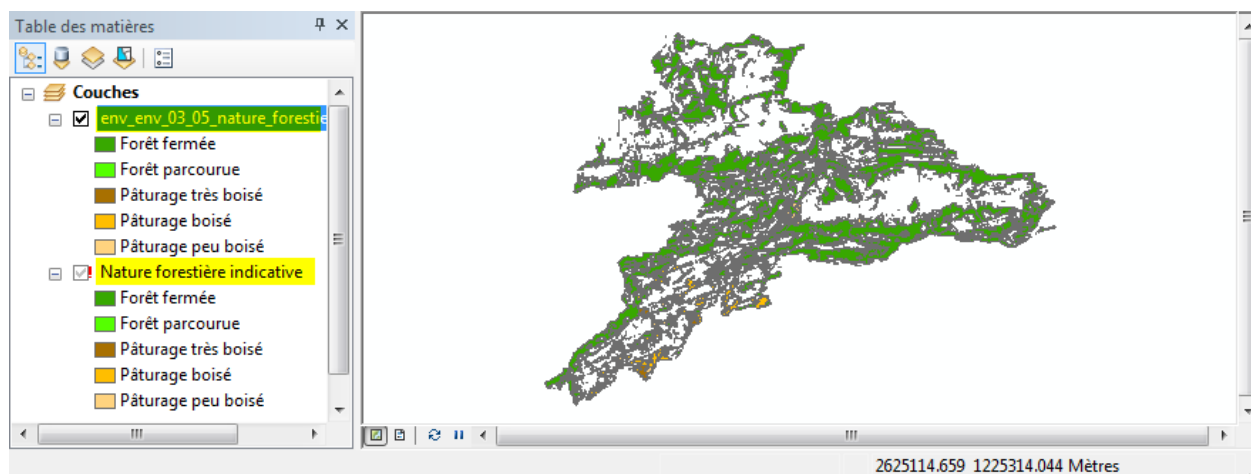 Table des matières
Couches
env_env_03_05_nature_forestie
Forêt fermée
Forêt parcourue
Pâturage très boisé
Pâturage boisé
Pâturage peu boisé
Nature forestière indicative
Forêt fermée
Forêt parcourue
Pâturage très boisé
Pâturage boisé
Pâturage peu boisé
2625114.659 1225314.044 Mètres